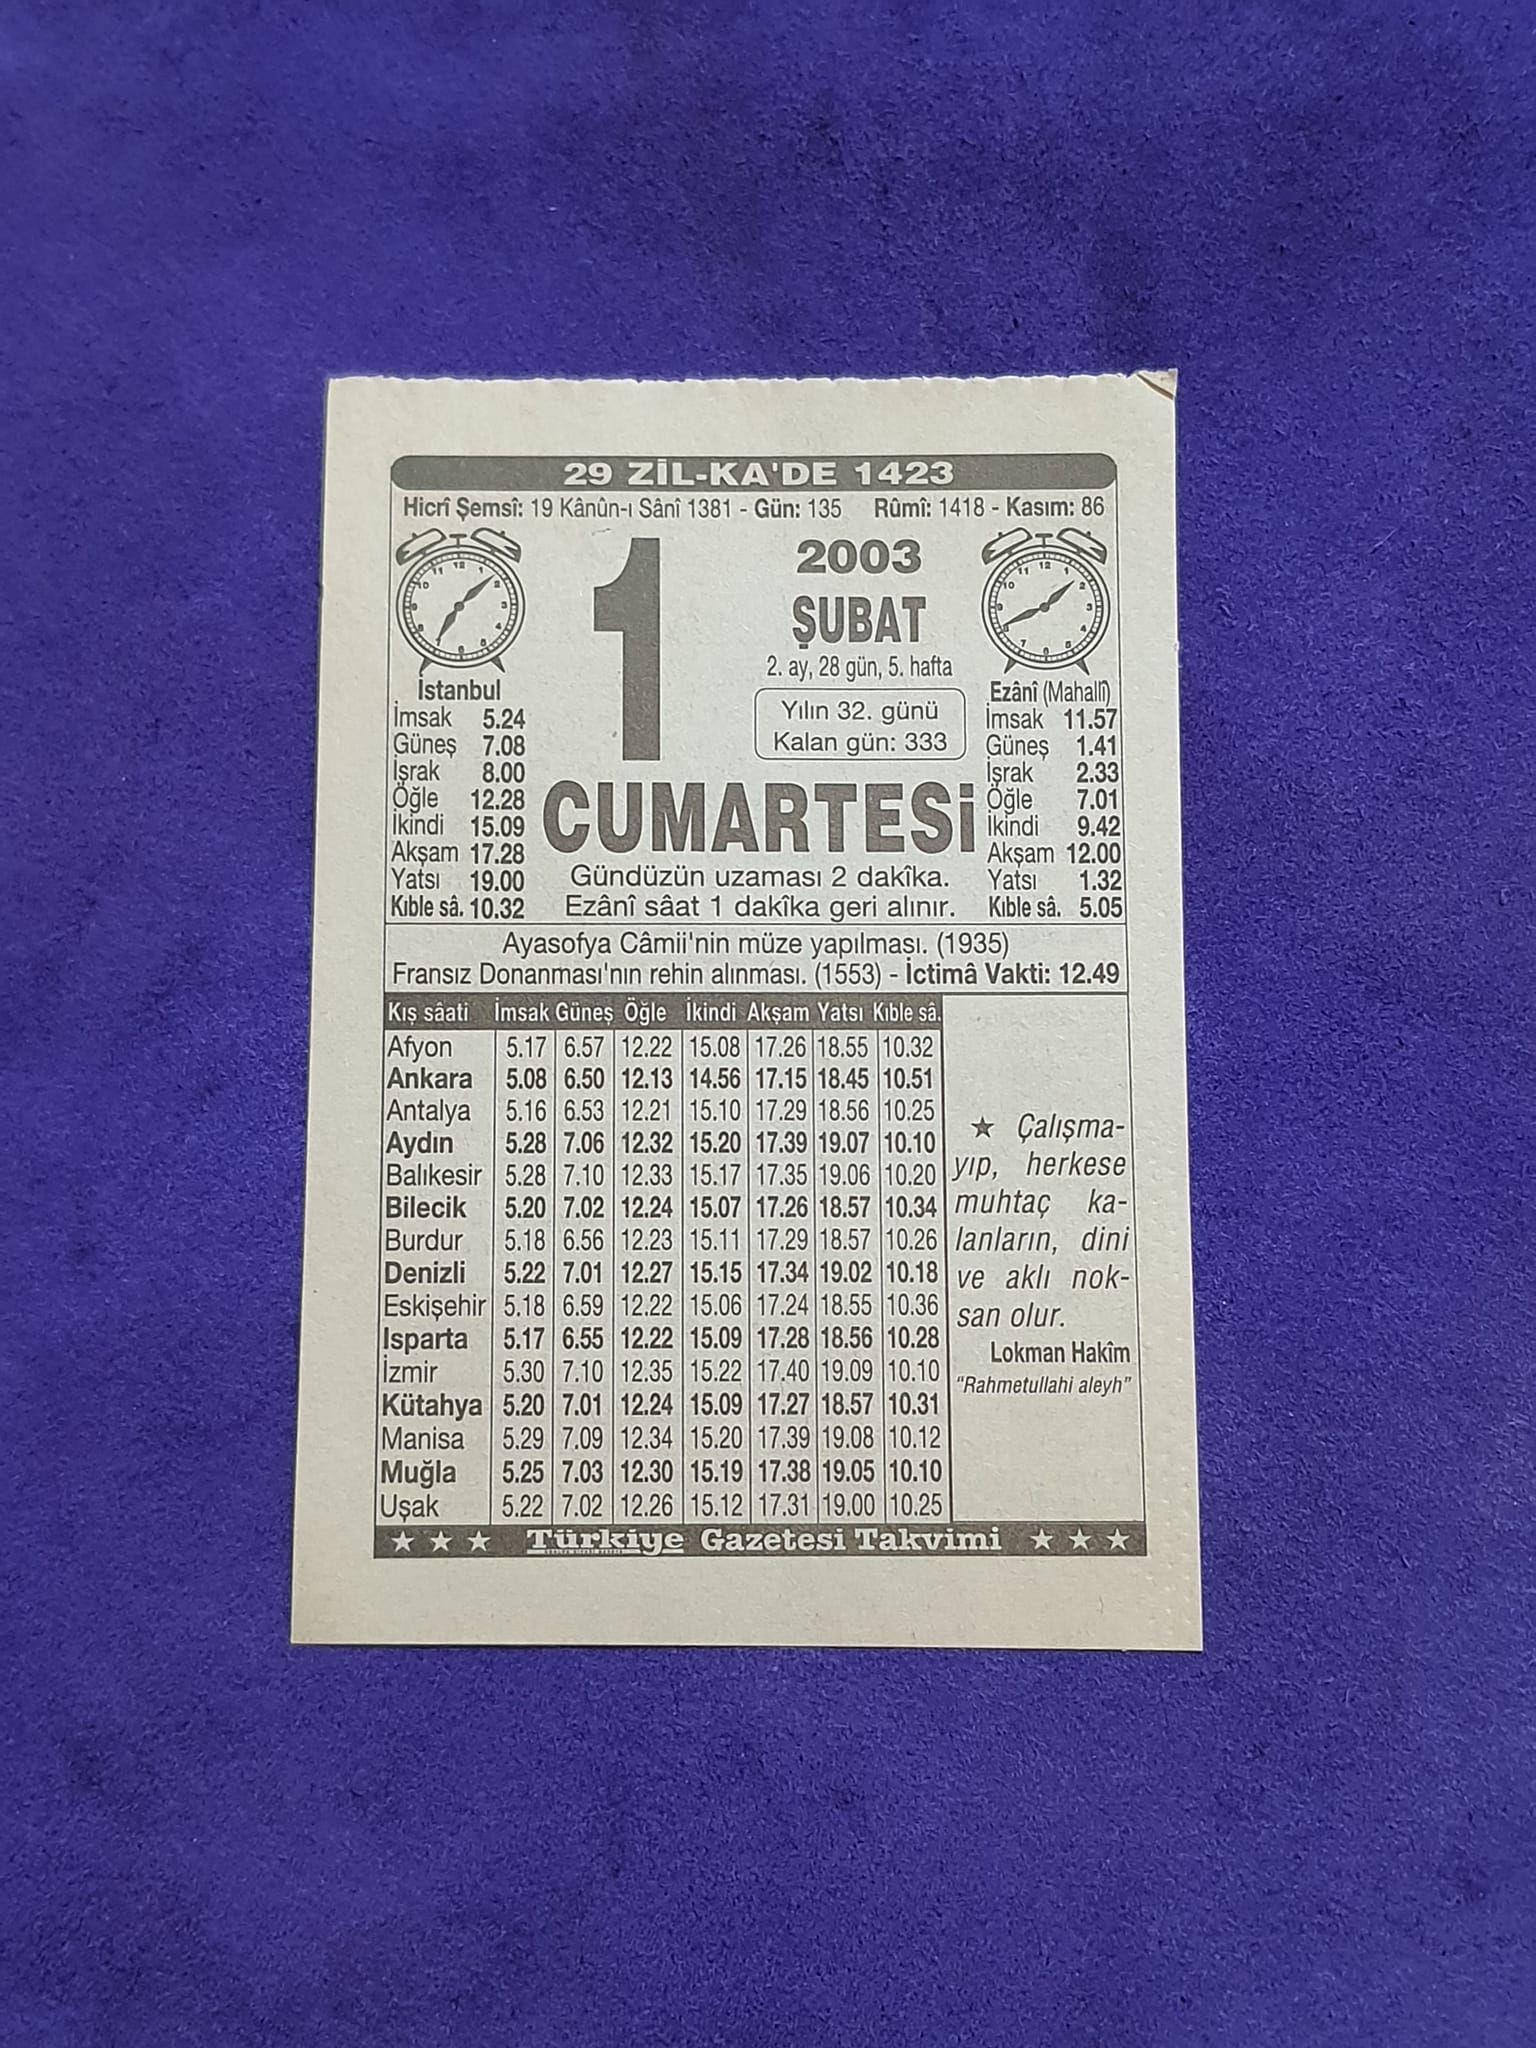 29 ZİL-KA'DE 1423
Hicrî Şemsî: 19 Kânûn-ı Sânî 1381 - Gün: 135 Rûmî: 1418 - Kasım: 86
1
2003
ŞUBAT
2. ay, 28 gün, 5. hafta
Yılın 32. günü
Kalan gün: 333
İstanbul
İmsak 5.24
Güneş 7.08
İşrak 8.00
Öğle 12.28
İkindi 15.09
Akşam 17.28
Yatsı 19.00
Kıble sâ. 10.32
Ezânî (Mahallî)
İmsak 11.57
Güneş 1.41
İşrak 2.33
Öğle 7.01
İkindi 9.42
Akşam 12.00
Yatsı 1.32
Kıble sâ. 5.05
CUMARTESİ
Gündüzün uzaması 2 dakîka.
Ezânî sâat 1 dakîka geri alınır.
Ayasofya Câmii'nin müze yapılması. (1935)
Fransız Donanması'nın rehin alınması. (1553) - İctimâ Vakti: 12.49
Kış sâati İmsak Güneş Öğle İkindi Akşam Yatsı Kıble sâ.
Afyon 5.17 6.57 12.22 15.08 17.26 18.55 10.32
Ankara 5.08 6.50 12.13 14.56 17.15 18.45 10.51
Antalya 5.16 6.53 12.21 15.10 17.29 18.56 10.25
Aydın 5.28 7.06 12.32 15.20 17.39 19.07 10.10
Balıkesir 5.28 7.10 12.33 15.17 17.35 19.06 10.20
Bilecik 5.20 7.02 12.24 15.07 17.26 18.57 10.34
Burdur 5.18 6.56 12.23 15.11 17.29 18.57 10.26
Denizli 5.22 7.01 12.27 15.15 17.34 19.02 10.18
Eskişehir 5.18 6.59 12.22 15.06 17.24 18.55 10.36
Isparta 5.17 6.55 12.22 15.09 17.28 18.56 10.28
İzmir 5.30 7.10 12.35 15.22 17.40 19.09 10.10
Kütahya 5.20 7.01 12.24 15.09 17.27 18.57 10.31
Manisa 5.29 7.09 12.34 15.20 17.39 19.08 10.12
Muğla 5.25 7.03 12.30 15.19 17.38 19.05 10.10
Uşak 5.22 7.02 12.26 15.12 17.31 19.00 10.25
★ Çalışma-
yıp, herkese
muhtaç ka-
lanların, dini
ve aklı nok-
san olur.
Lokman Hakîm
"Rahmetullahi aleyh"
★ ★ ★ Türkiye Gazetesi Takvimi ★ ★ ★